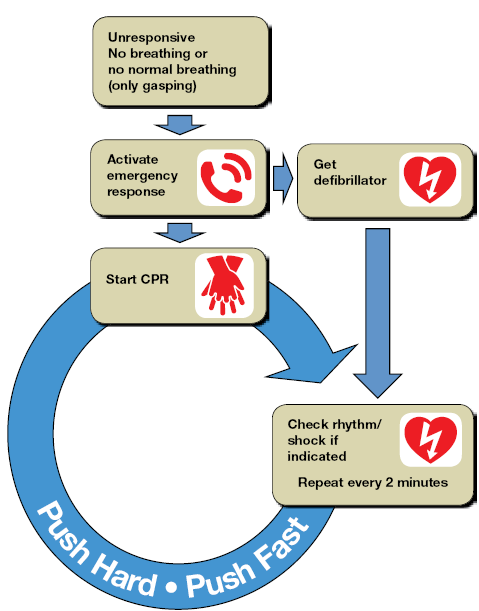 Unresponsive
No breathing or
no normal breathing
(only gasping)
Activate
emergency
response
Get
defibrillator
Start CPR
Check rhythm/
shock if
indicated
Repeat every 2 minutes
Push Hard • Push Fast